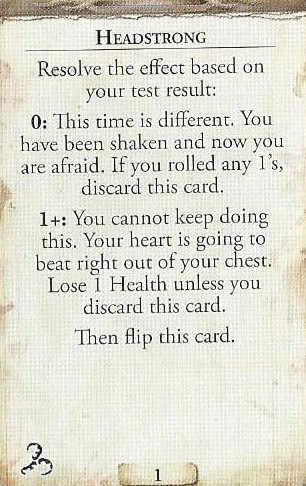 HEADSTRONG
Resolve the effect based on
your test result:
0: This time is different. You
have been shaken and now you
are afraid. If you rolled any 1's,
discard this card.
1+: You cannot keep doing
this. Your heart is going to
beat right out of your chest.
Lose 1 Health unless you
discard this card.
Then flip this card.
1